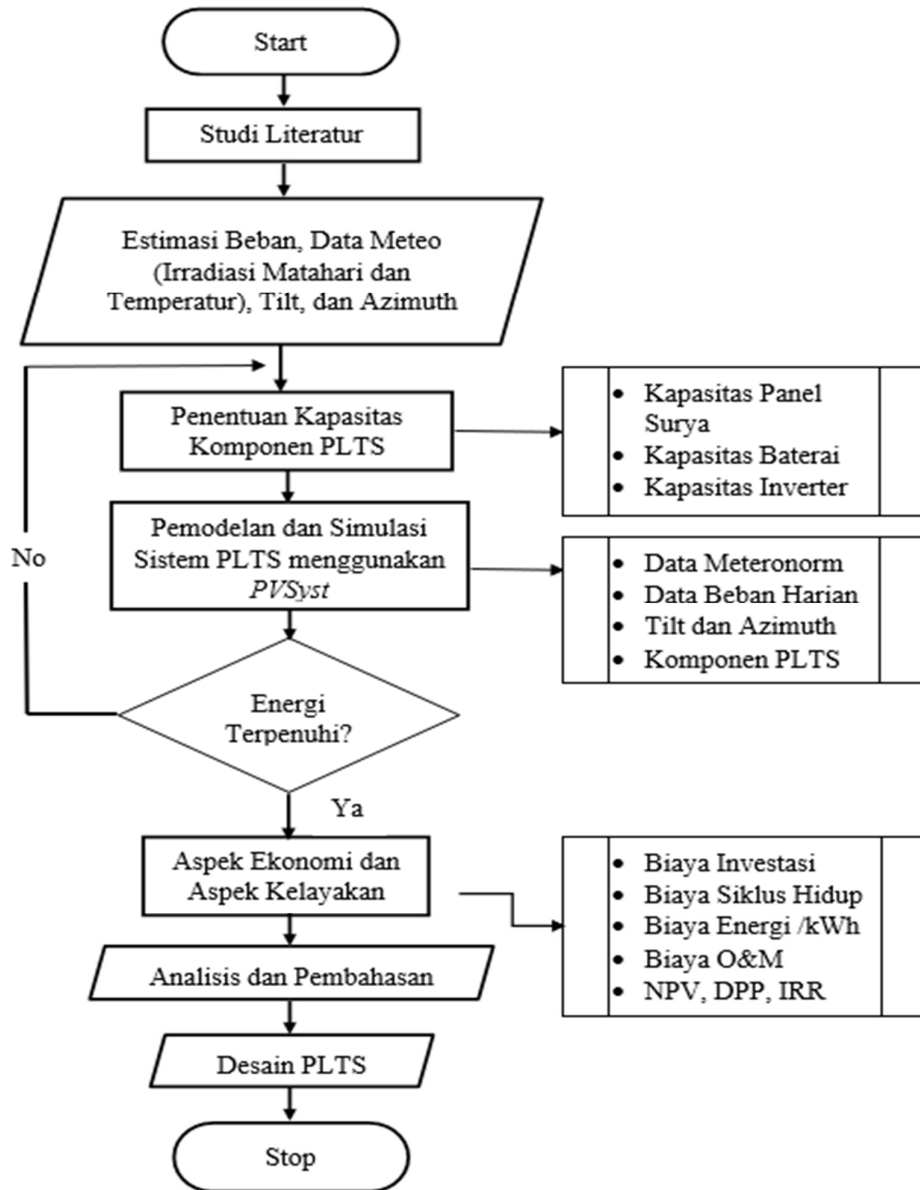 Start
Studi Literatur
Estimasi Beban, Data Meteo
(Irradiasi Matahari dan
Temperatur), Tilt, dan Azimuth
Penentuan Kapasitas
Komponen PLTS
• Kapasitas Panel
Surya
• Kapasitas Baterai
• Kapasitas Inverter
Pemodelan dan Simulasi
Sistem PLTS menggunakan
PVSyst
• Data Meteronorm
• Data Beban Harian
• Tilt dan Azimuth
• Komponen PLTS
No
Energi
Terpenuhi?
Ya
Aspek Ekonomi dan
Aspek Kelayakan
• Biaya Investasi
• Biaya Siklus Hidup
• Biaya Energi /kWh
• Biaya O&M
• NPV, DPP, IRR
Analisis dan Pembahasan
Desain PLTS
Stop